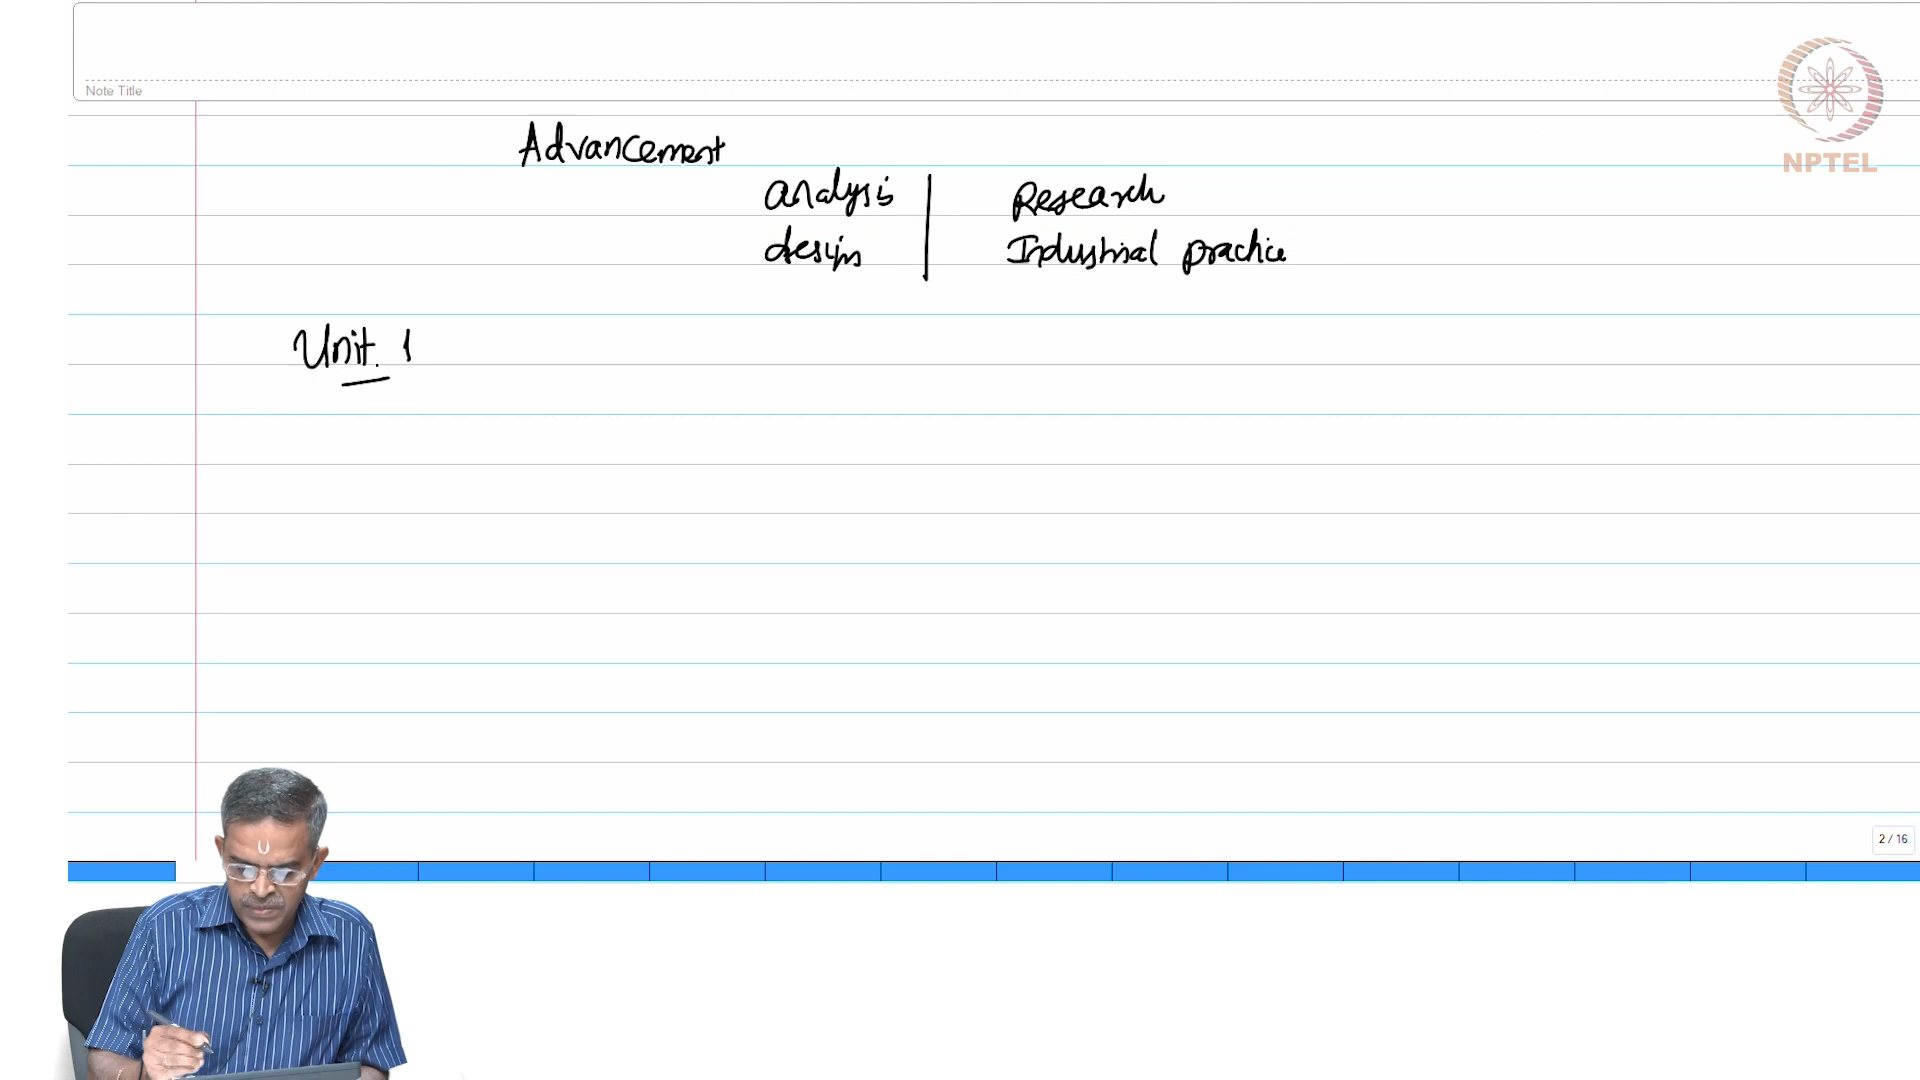 Note Title
NPTEL
Advancement
analysis | Research
design | Industrial practice
Unit. 1
2 / 16